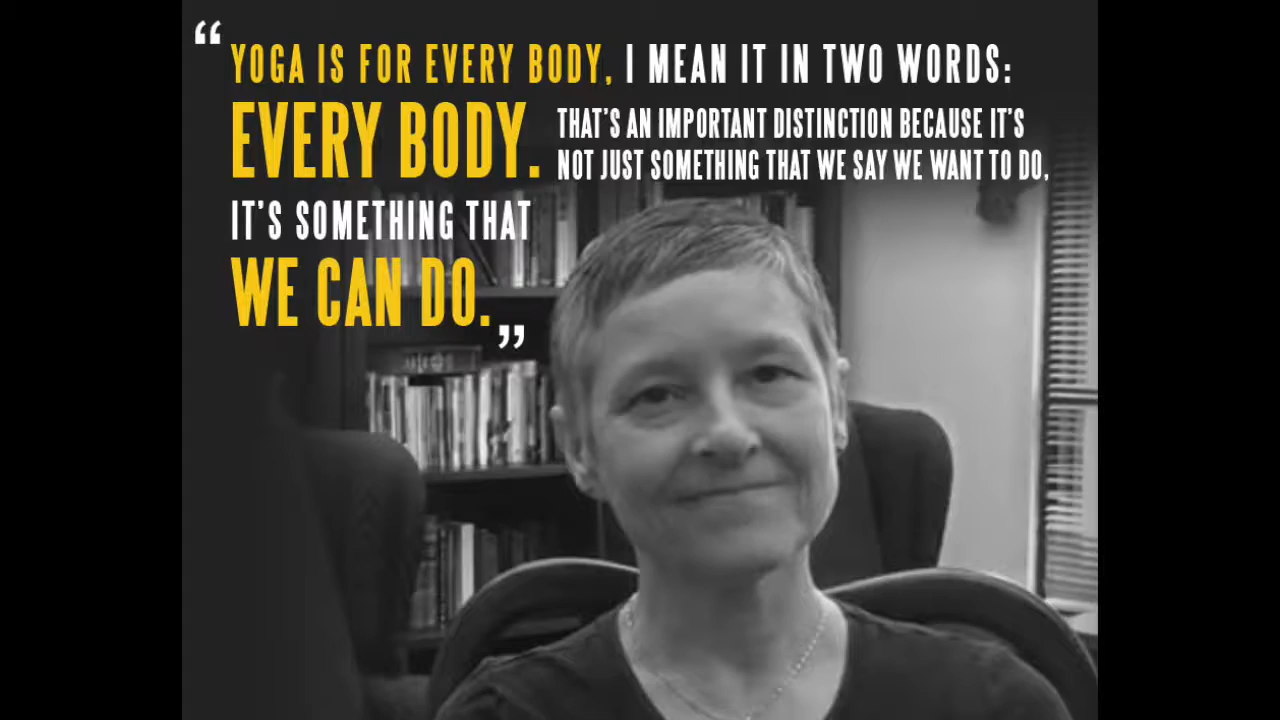 “YOGA IS FOR EVERY BODY, I MEAN IT IN TWO WORDS:
EVERY BODY. THAT'S AN IMPORTANT DISTINCTION BECAUSE IT'S
NOT JUST SOMETHING THAT WE SAY WE WANT TO DO,
IT'S SOMETHING THAT
WE CAN DO.”